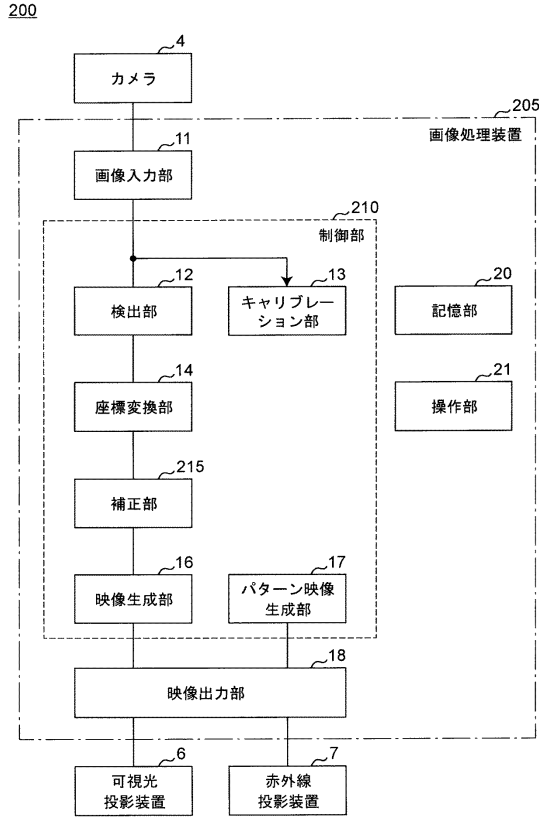 200
4
カメラ
205
画像処理装置
11
画像入力部
210
制御部
12
検出部
13
キャリブレー
ション部
20
記憶部
14
座標変換部
21
操作部
215
補正部
16
映像生成部
17
パターン映像
生成部
18
映像出力部
6
可視光
投影装置
7
赤外線
投影装置